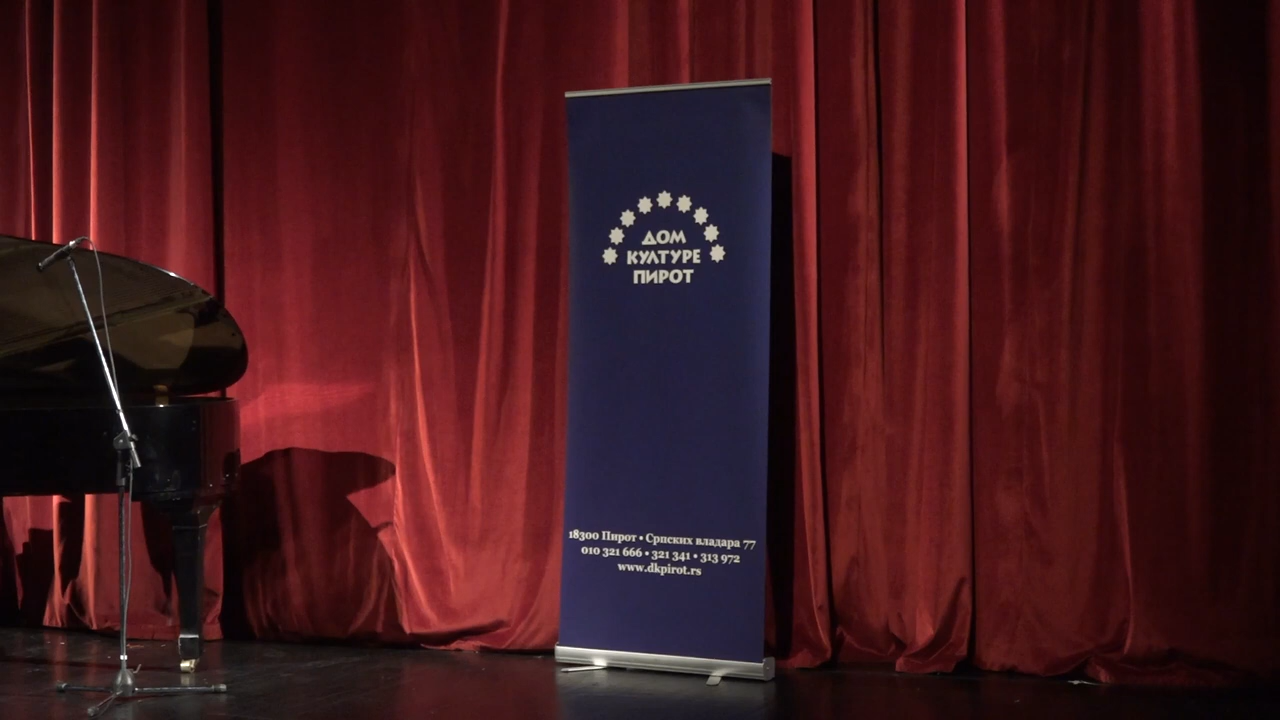 ДОМ
КУЛТУРЕ
ПИРОТ
18300 Пирот • Српских владара 77
010 321 666 • 321 341 • 313 972
www.dkpirot.rs